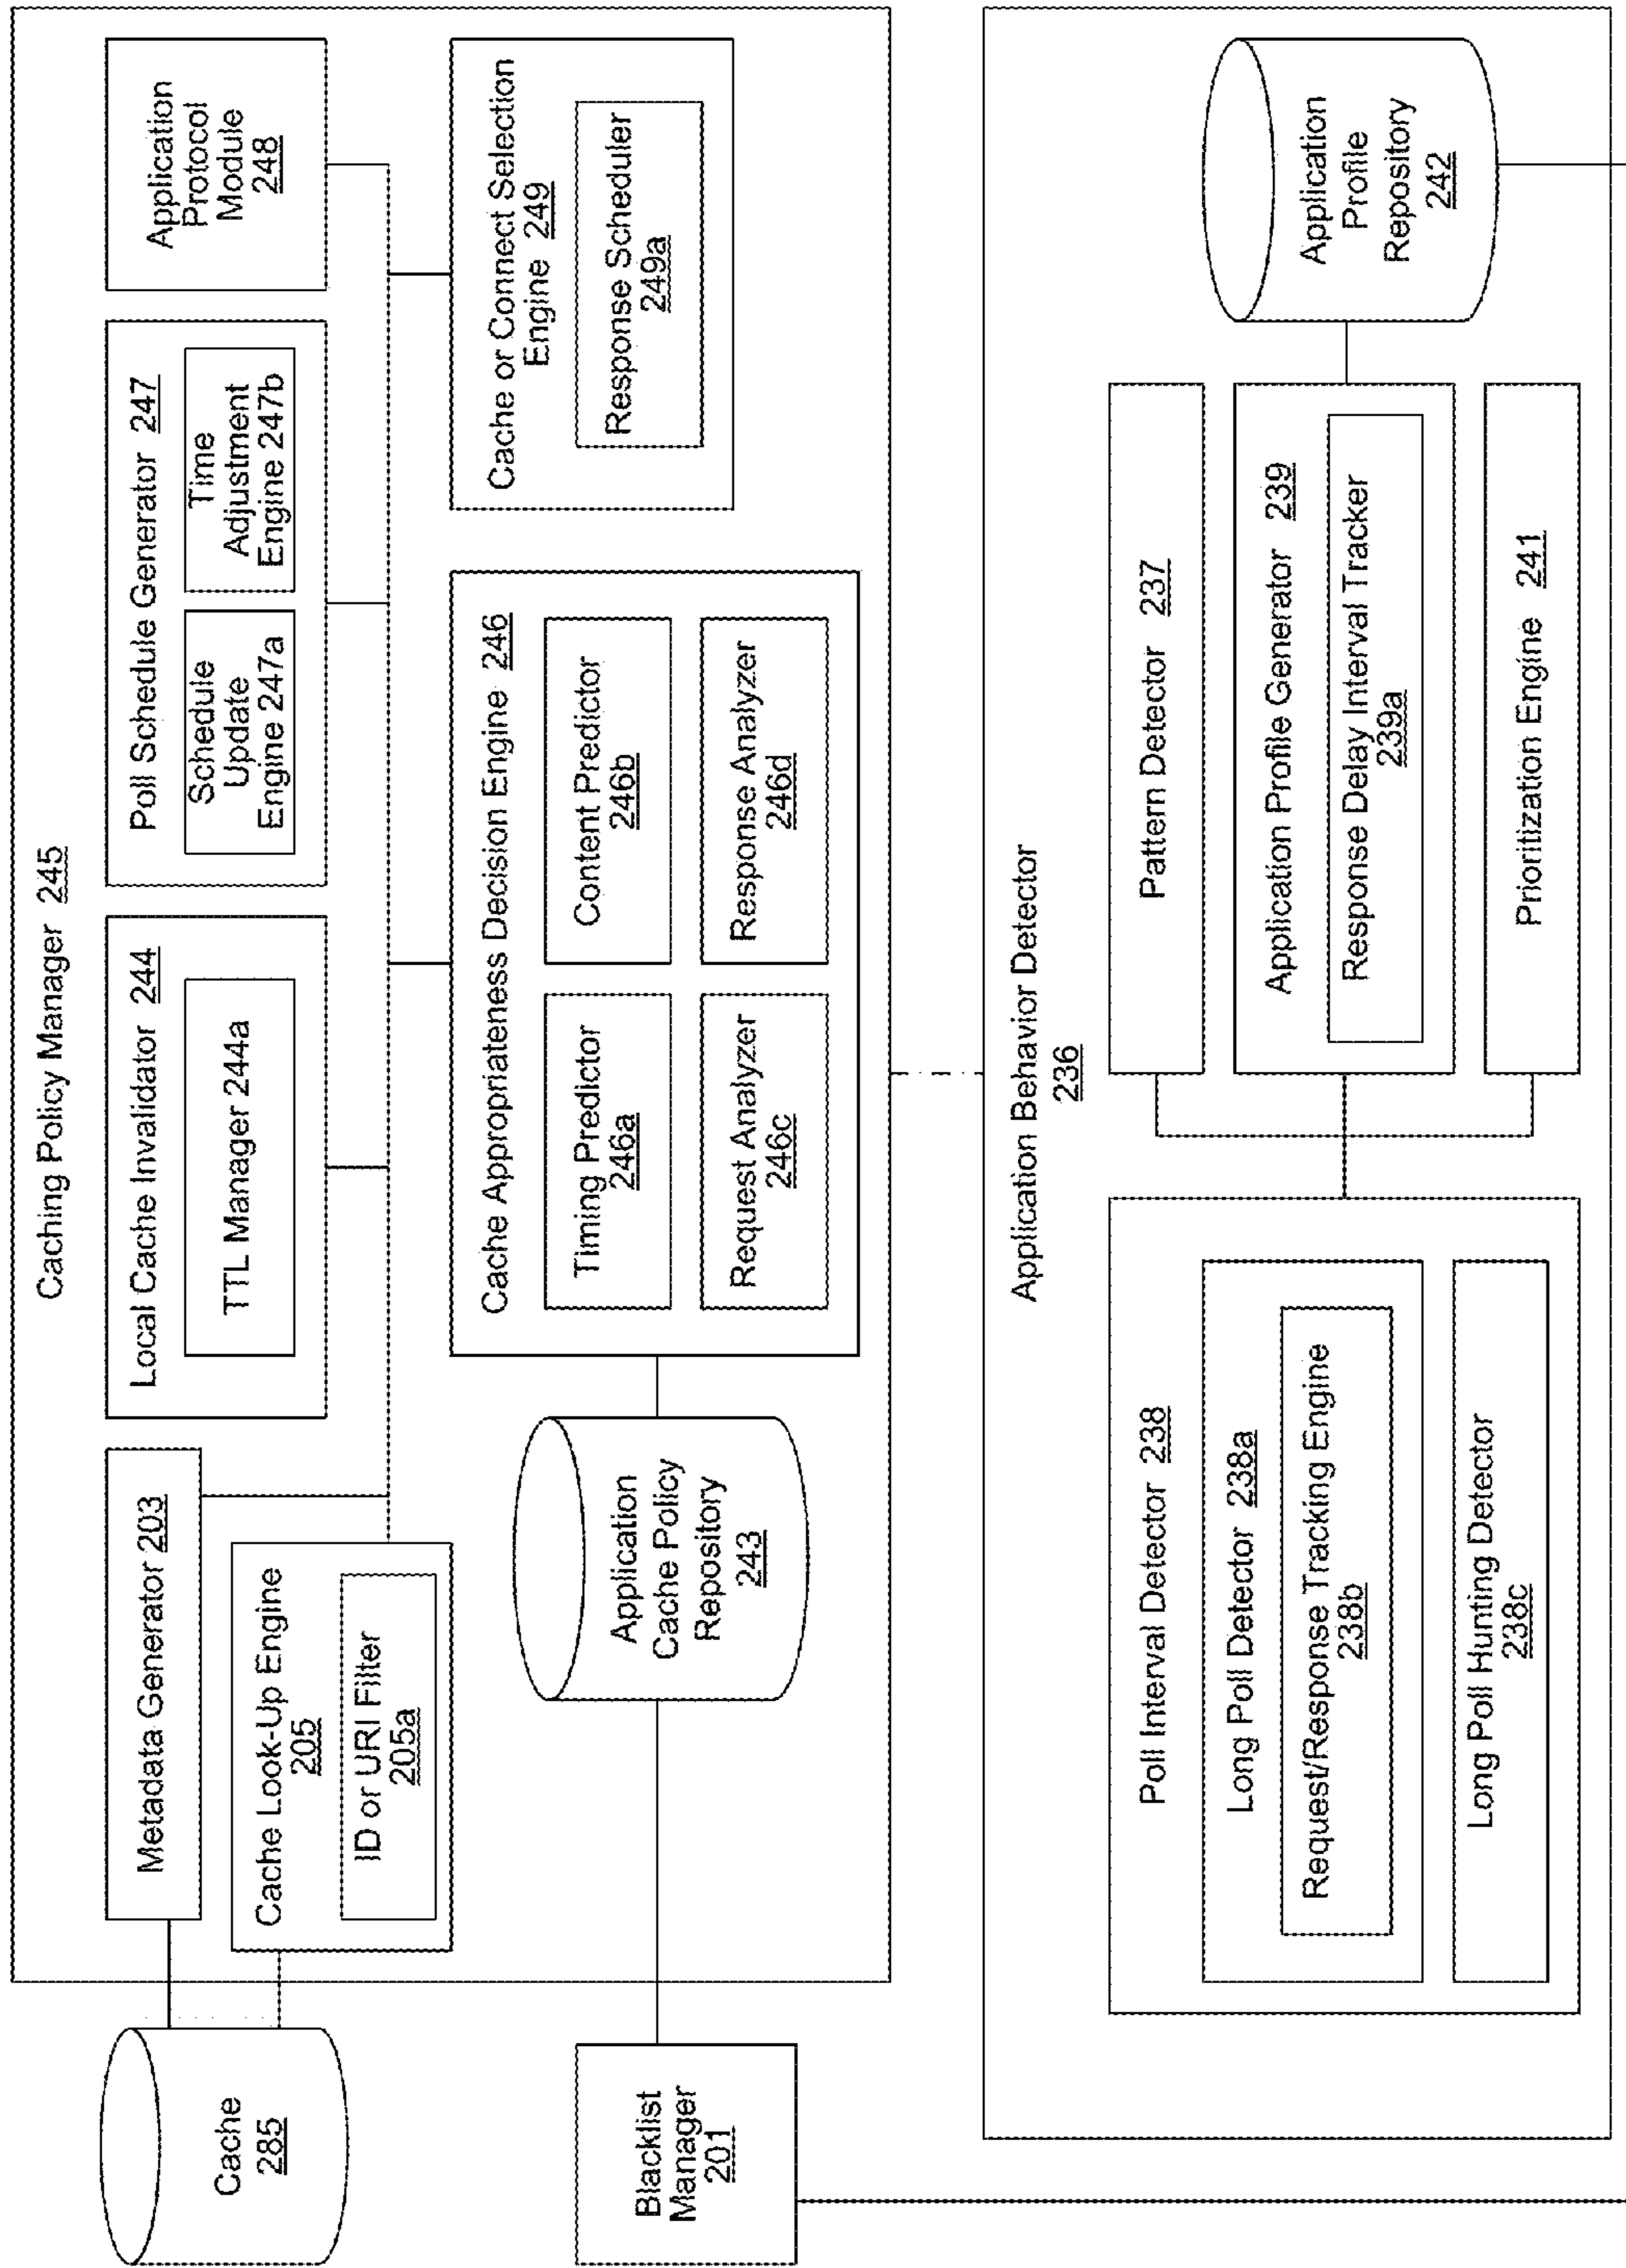 Caching Policy Manager 245
Cache
285
Metadata Generator 203
Cache Look-Up Engine
205
ID or URI Filter
205a
Local Cache Invalidator 244
TTL Manager 244a
Poll Schedule Generator 247
Schedule
Update
Engine 247a
Time
Adjustment
Engine 247b
Application
Protocol
Module
248
Blacklist
Manager
201
Application
Cache Policy
Repository
243
Cache Appropriateness Decision Engine 246
Timing Predictor
246a
Content Predictor
246b
Request Analyzer
246c
Response Analyzer
246d
Cache or Connect Selection
Engine 249
Response Scheduler
249a
Application Behavior Detector
236
Poll Interval Detector 238
Long Poll Detector 238a
Request/Response Tracking Engine
238b
Long Poll Hunting Detector
238c
Pattern Detector 237
Application Profile Generator 239
Response Delay Interval Tracker
239a
Prioritization Engine 241
Application
Profile
Repository
242